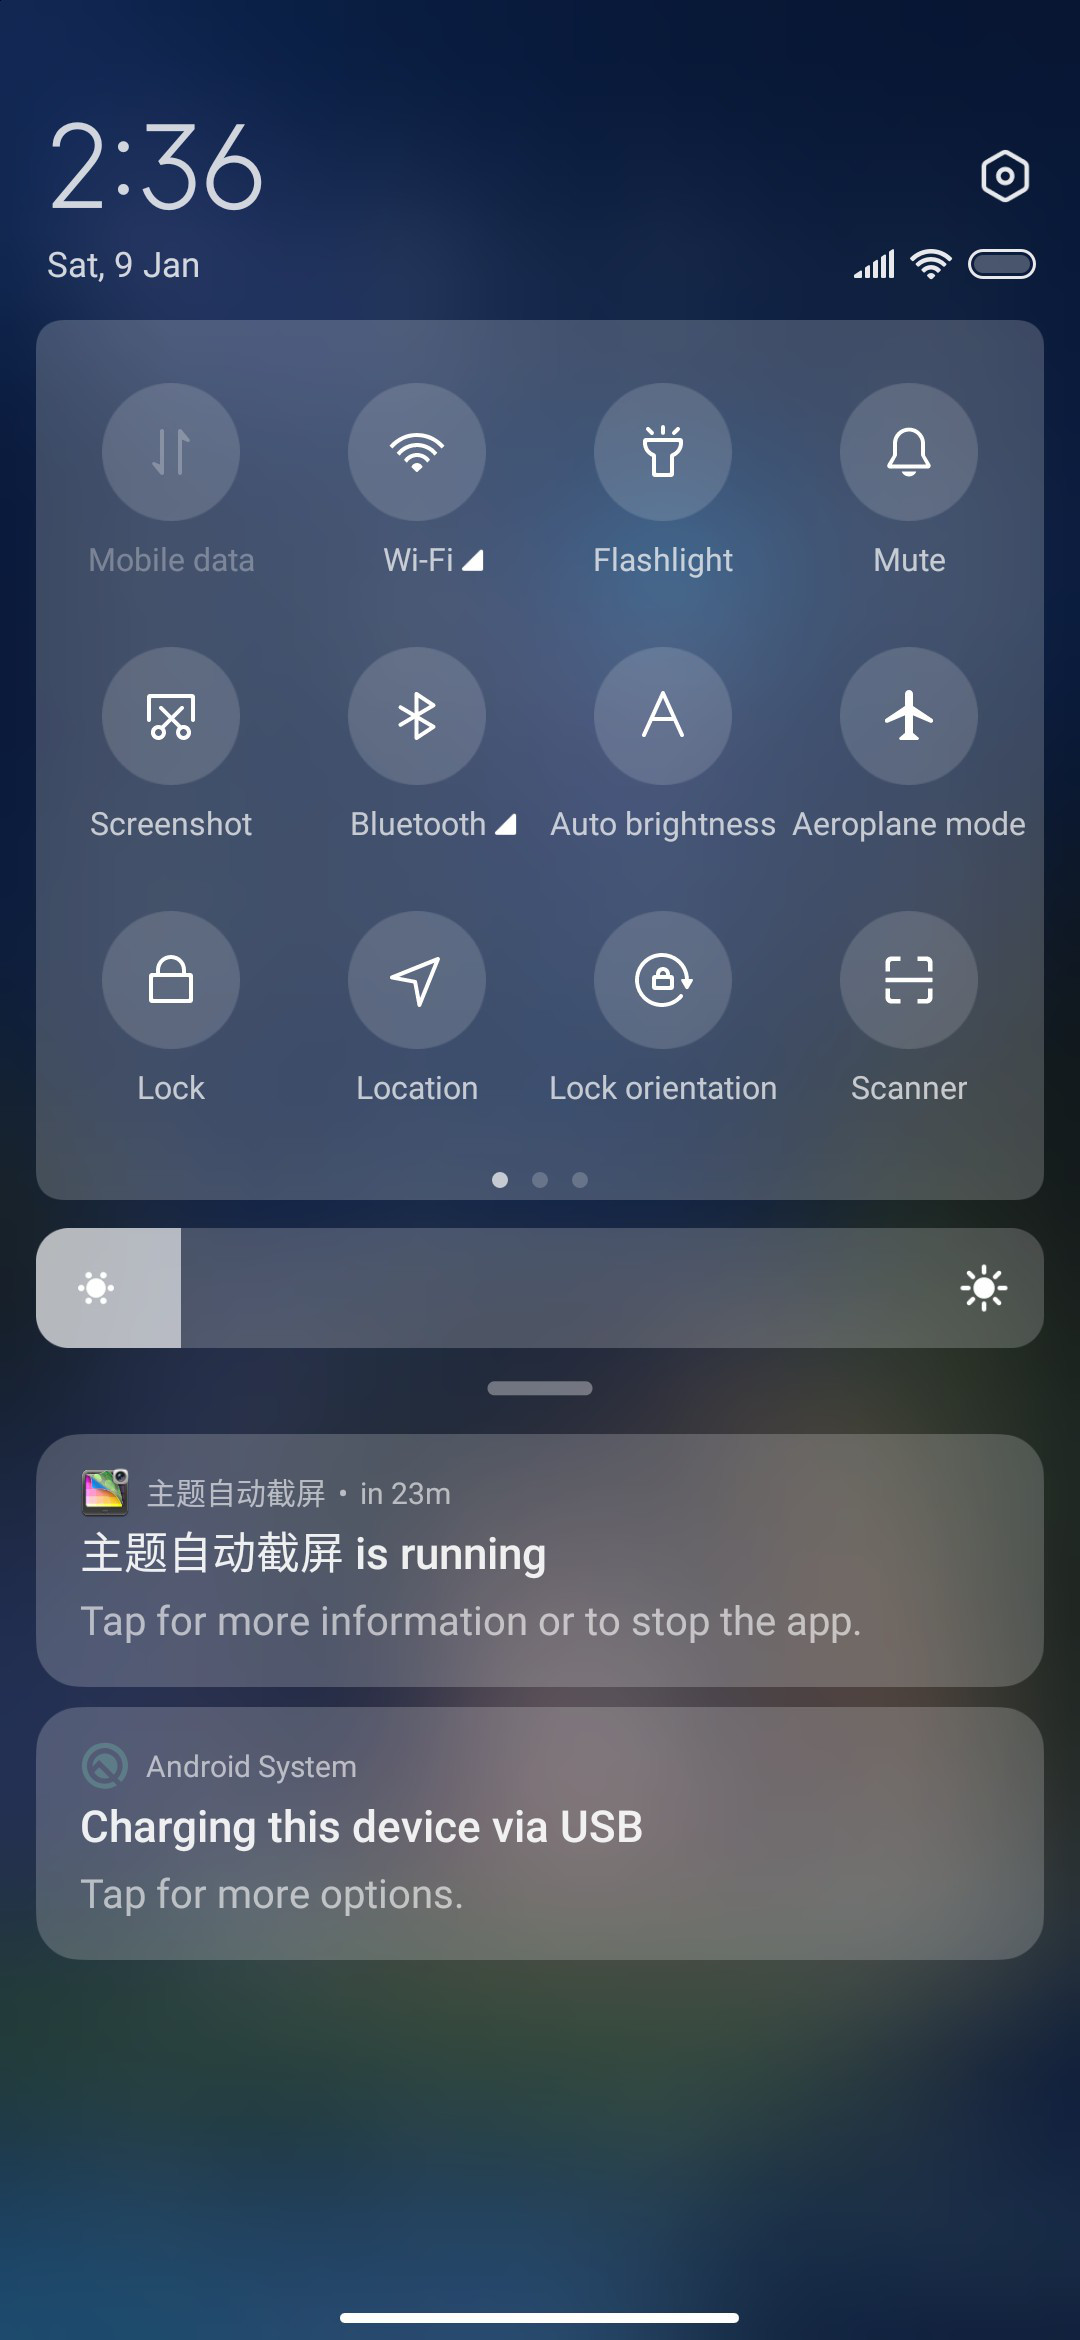 2:36
Sat, 9 Jan
Mobile data
Wi-Fi
Flashlight
Mute
Screenshot
Bluetooth
Auto brightness
Aeroplane mode
Lock
Location
Lock orientation
Scanner
主题自动截屏 • in 23m
主题自动截屏 is running
Tap for more information or to stop the app.
Android System
Charging this device via USB
Tap for more options.